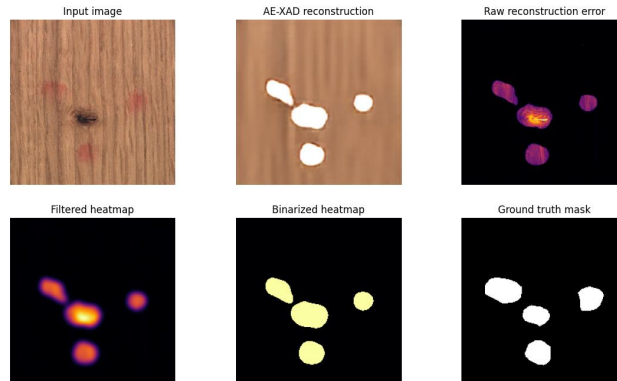 Input image
AE-XAD reconstruction
Raw reconstruction error
Filtered heatmap
Binarized heatmap
Ground truth mask